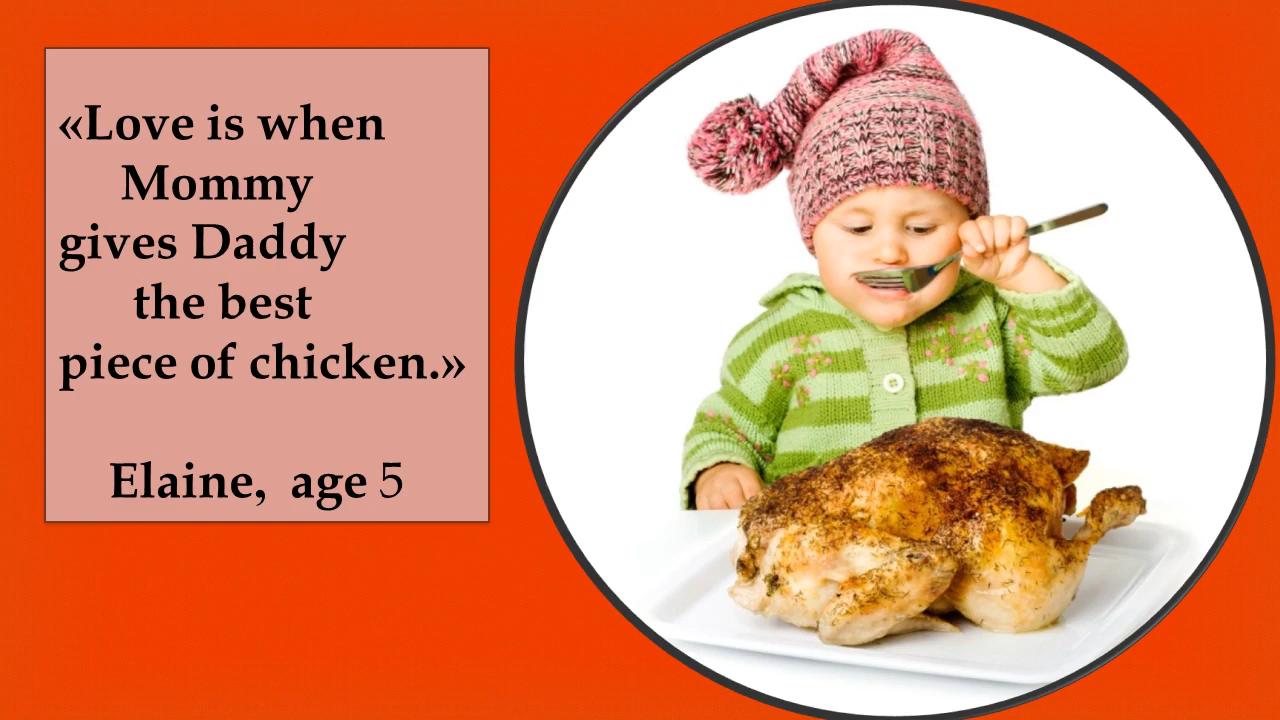 «Love is when
Mommy
gives Daddy
the best
piece of chicken.»
Elaine, age 5